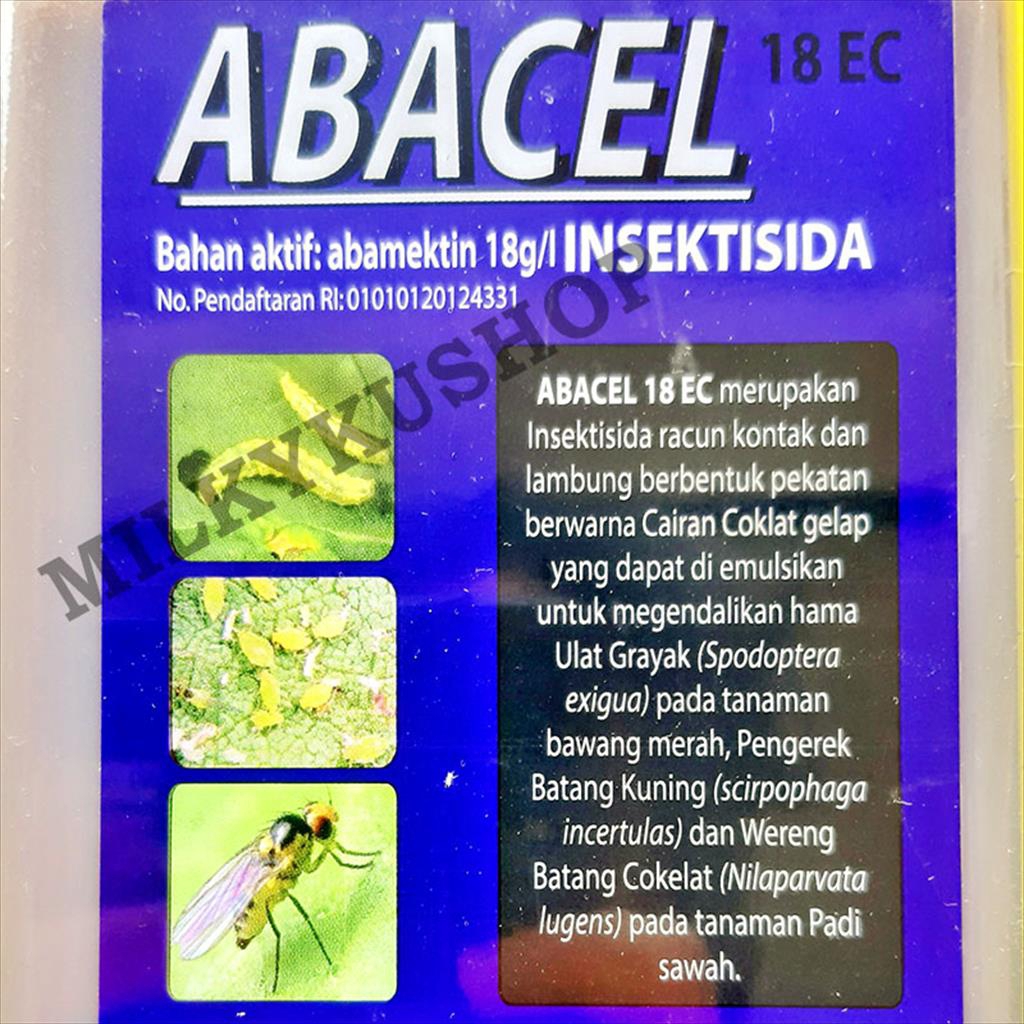 ABACEL 18 EC
Bahan aktif: abamektin 18g/l INSEKTISIDA
No. Pendaftaran RI: 01010120124331
MILKYKUSHOP
ABACEL 18 EC merupakan
Insektisida racun kontak dan
lambung berbentuk pekatan
berwarna Cairan Coklat gelap
yang dapat di emulsikan
untuk megendalikan hama
Ulat Grayak (Spodoptera
exigua) pada tanaman
bawang merah, Pengerek
Batang Kuning (scirpophaga
incertulas) dan Wereng
Batang Cokelat (Nilaparvata
lugens) pada tanaman Padi
sawah.